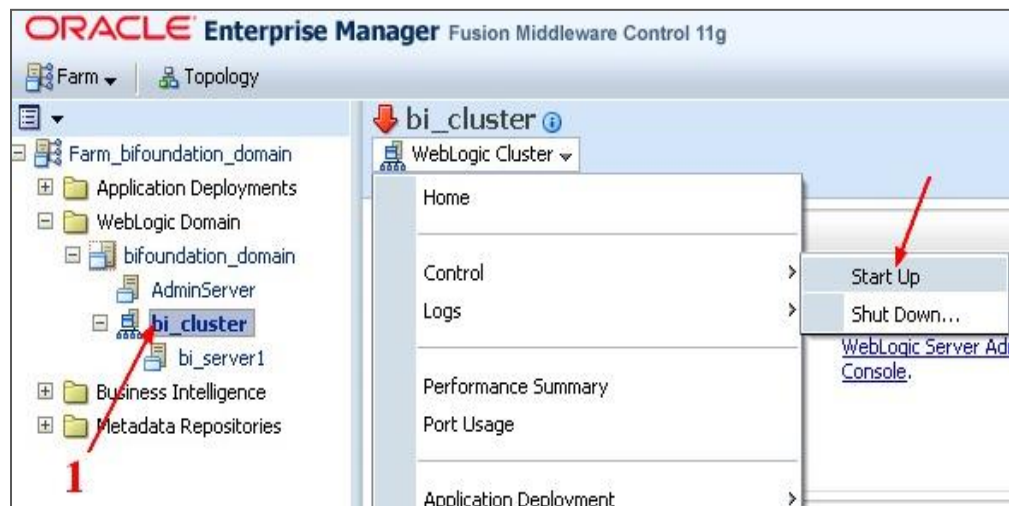 ORACLE Enterprise Manager Fusion Middleware Control 11g
Farm
Topology
Farm_bifoundation_domain
Application Deployments
WebLogic Domain
bifoundation_domain
AdminServer
bi_cluster
bi_server1
Business Intelligence
Metadata Repositories
1
bi_cluster
WebLogic Cluster
Home
Control
Logs
Performance Summary
Port Usage
Application Deployment
Start Up
Shut Down...
WebLogic Server Ad
Console.